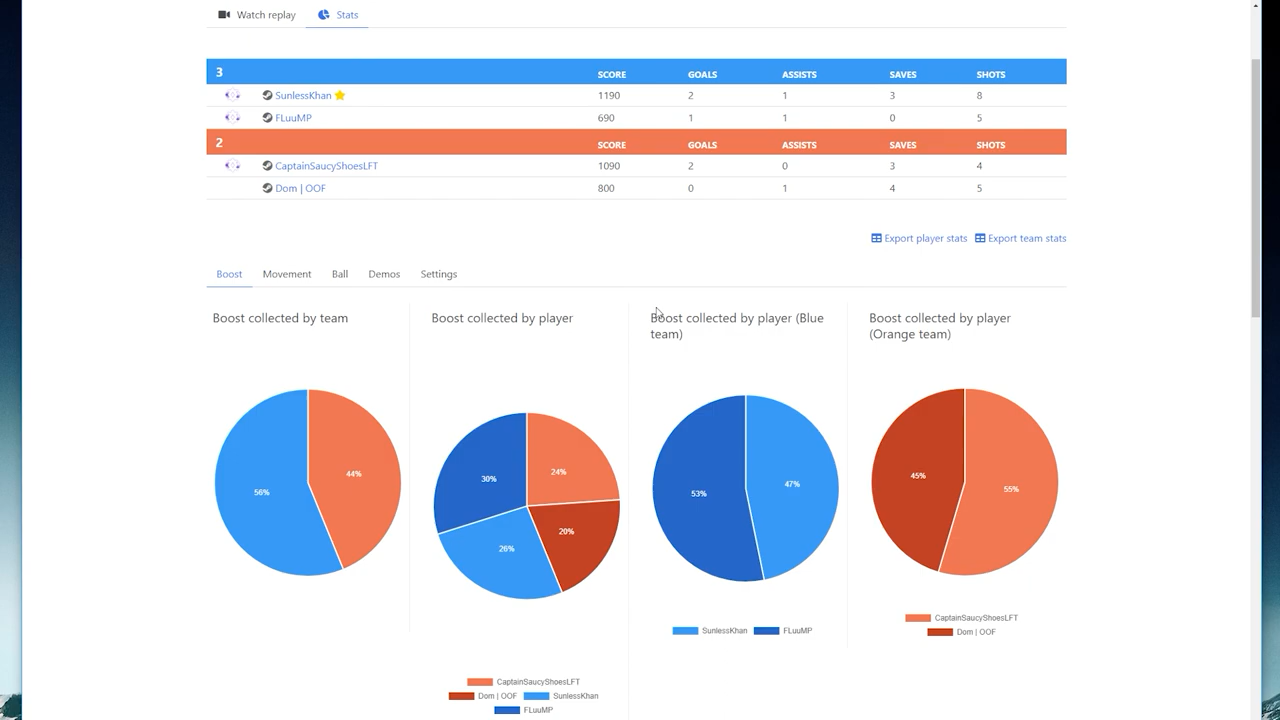 Watch replay Stats
3 SCORE GOALS ASSISTS SAVES SHOTS
SunlessKhan 1190 2 1 3 8
FLuuMP 690 1 1 0 5
2 SCORE GOALS ASSISTS SAVES SHOTS
CaptainSaucyShoesLFT 1090 2 0 3 4
Dom | OOF 800 0 1 4 5
Export player stats Export team stats
Boost Movement Ball Demos Settings
Boost collected by team
56%
44%
Boost collected by player
30%
24%
20%
26%
CaptainSaucyShoesLFT
Dom | OOF SunlessKhan
FLuuMP
Boost collected by player (Blue
team)
53%
47%
SunlessKhan FLuuMP
Boost collected by player
(Orange team)
45%
55%
CaptainSaucyShoesLFT
Dom | OOF